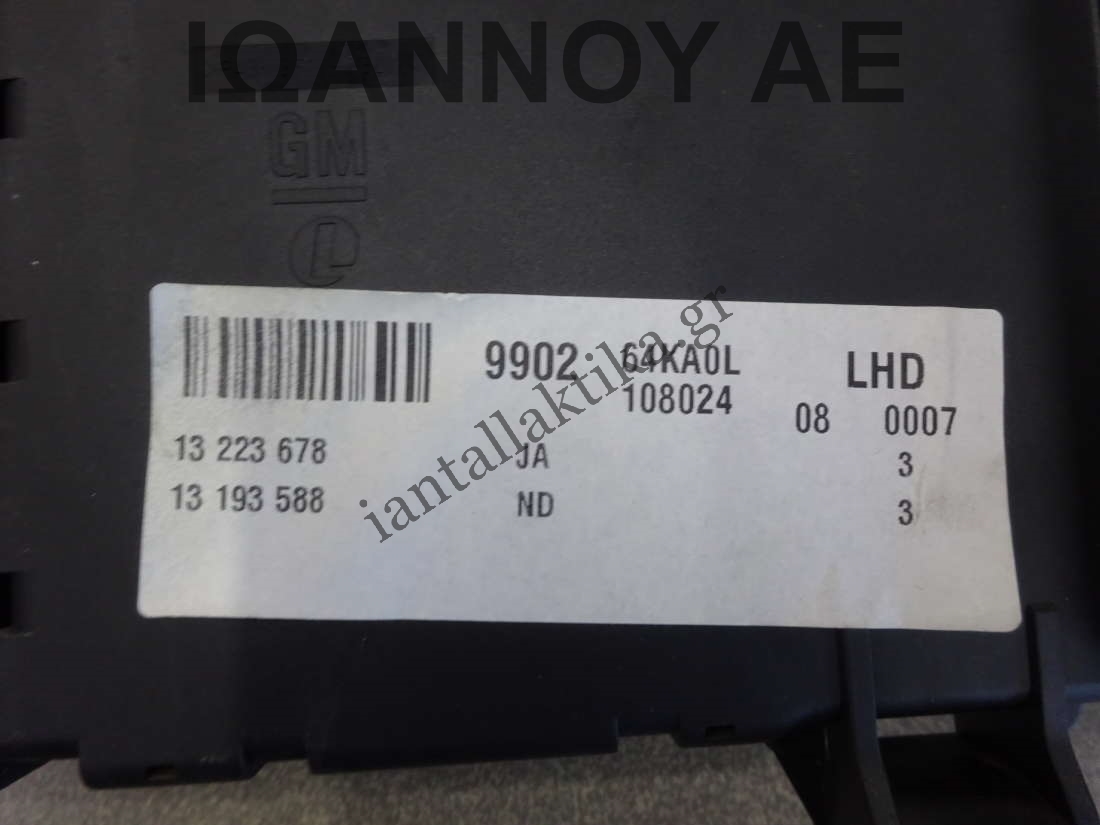 ΙΩΑΝΝΟΥ ΑΕ
GM
9902 64KA0L LHD
108024 08 0007
13 223 678 JA 3
13 193 588 ND 3
iantallaktika.gr